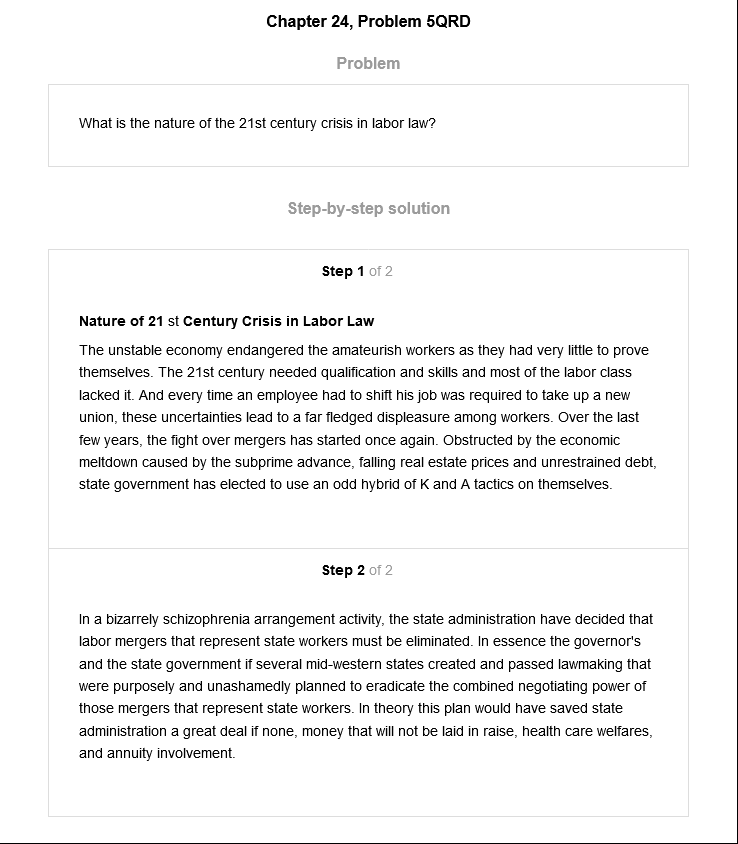 Chapter 24, Problem 5QRD
Problem
What is the nature of the 21st century crisis in labor law?
Step-by-step solution
Step 1 of 2
Nature of 21 st Century Crisis in Labor Law
The unstable economy endangered the amateurish workers as they had very little to prove
themselves. The 21st century needed qualification and skills and most of the labor class
lacked it. And every time an employee had to shift his job was required to take up a new
union, these uncertainties lead to a far fledged displeasure among workers. Over the last
few years, the fight over mergers has started once again. Obstructed by the economic
meltdown caused by the subprime advance, falling real estate prices and unrestrained debt,
state government has elected to use an odd hybrid of K and A tactics on themselves.
Step 2 of 2
In a bizarrely schizophrenia arrangement activity, the state administration have decided that
labor mergers that represent state workers must be eliminated. In essence the governor's
and the state government if several mid-western states created and passed lawmaking that
were purposely and unashamedly planned to eradicate the combined negotiating power of
those mergers that represent state workers. In theory this plan would have saved state
administration a great deal if none, money that will not be laid in raise, health care welfares,
and annuity involvement.